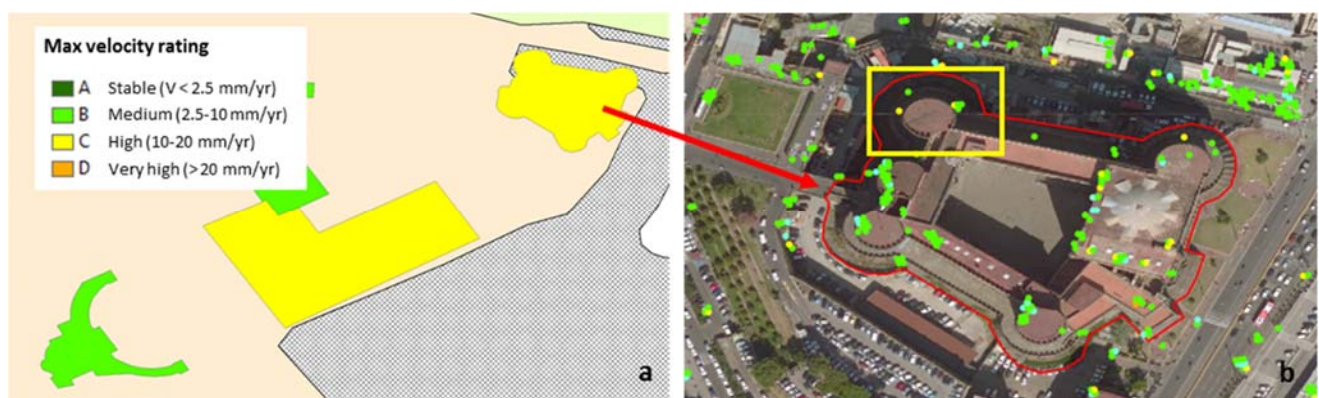 Max velocity rating
A Stable (V < 2.5 mm/yr)
B Medium (2.5-10 mm/yr)
C High (10-20 mm/yr)
D Very high (>20 mm/yr)
a
b